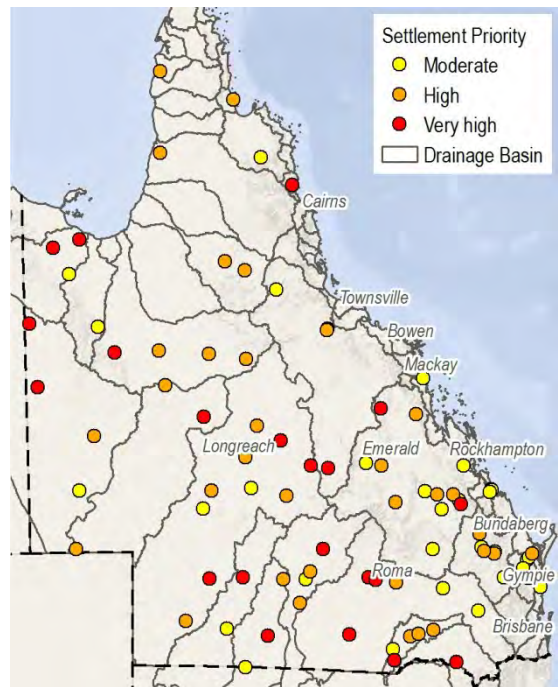 Settlement Priority
Moderate
High
Very high
Drainage Basin
Cairns
Townsville
Bowen
Mackay
Longreach
Emerald
Rockhampton
Bundaberg
Roma
Gympie
Brisbane